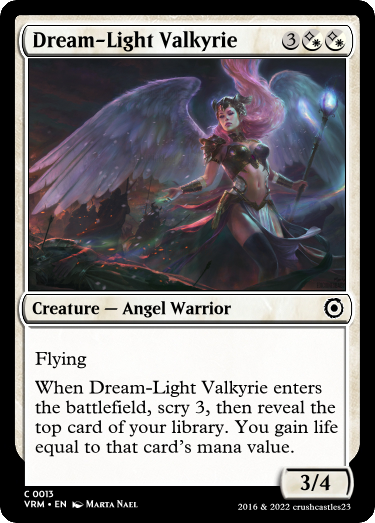 Dream-Light Valkyrie 3
Creature — Angel Warrior
Flying
When Dream-Light Valkyrie enters
the battlefield, scry 3, then reveal the
top card of your library. You gain life
equal to that card's mana value.
3/4
C 0013
VRM • EN Marta Nael
2016 & 2022 crushcastles23